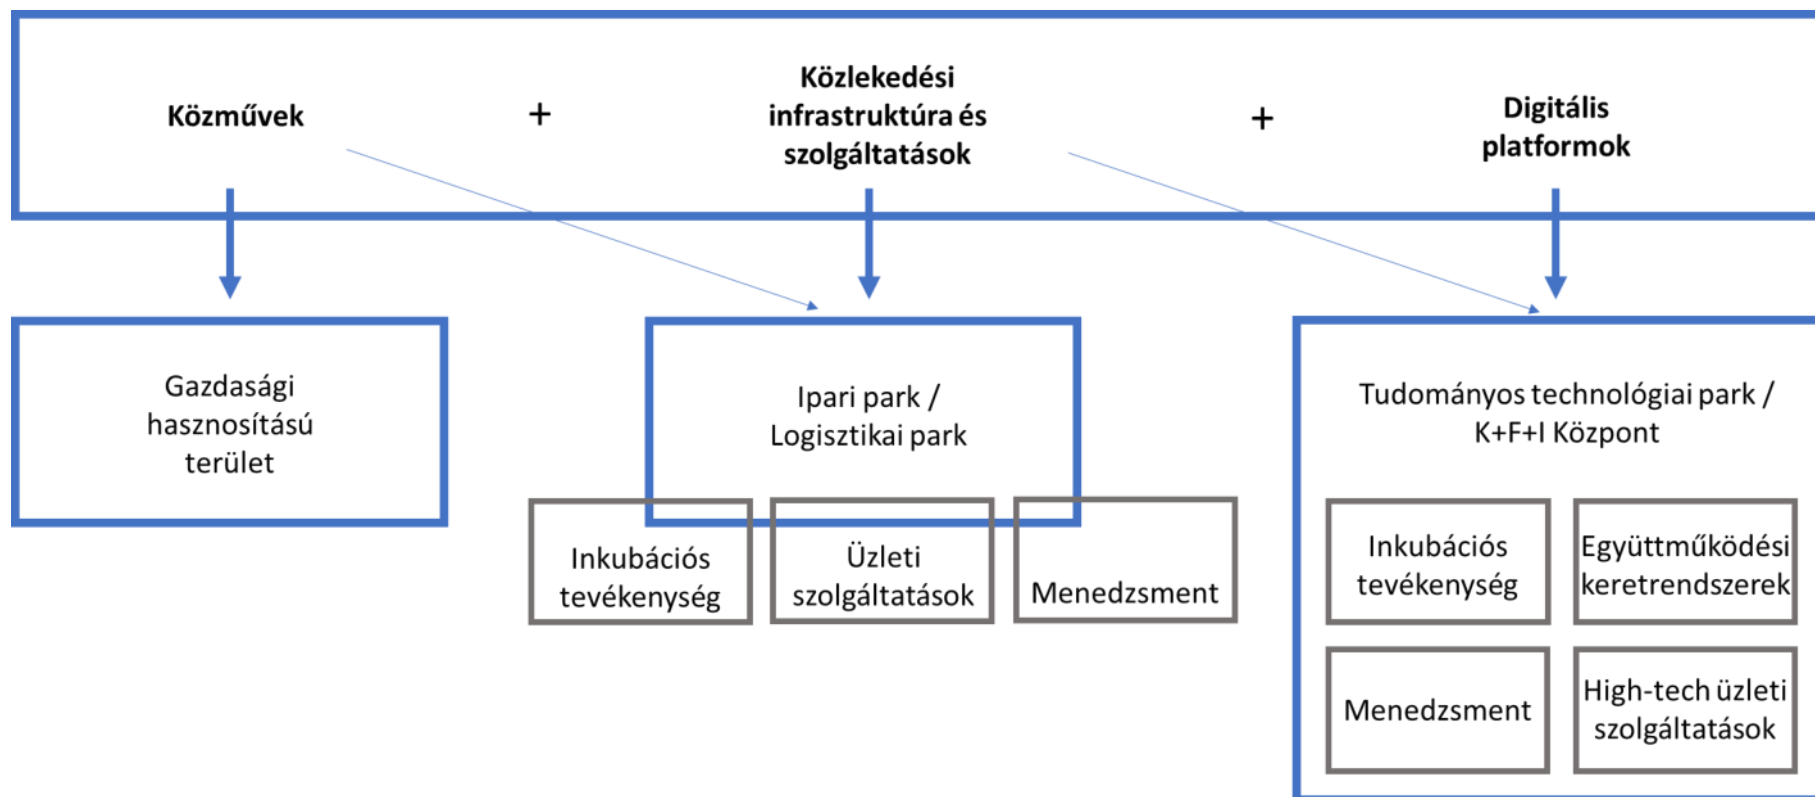 Közművek
+
Közlekedési
infrastruktúra és
szolgáltatások
+
Digitális
platformok
Gazdasági
hasznosítású
terület
Ipari park /
Logisztikai park
Inkubációs
tevékenység
Üzleti
szolgáltatások
Menedzsment
Tudományos technológiai park /
K+F+I Központ
Inkubációs
tevékenység
Együttműködési
keretrendszerek
Menedzsment
High-tech üzleti
szolgáltatások